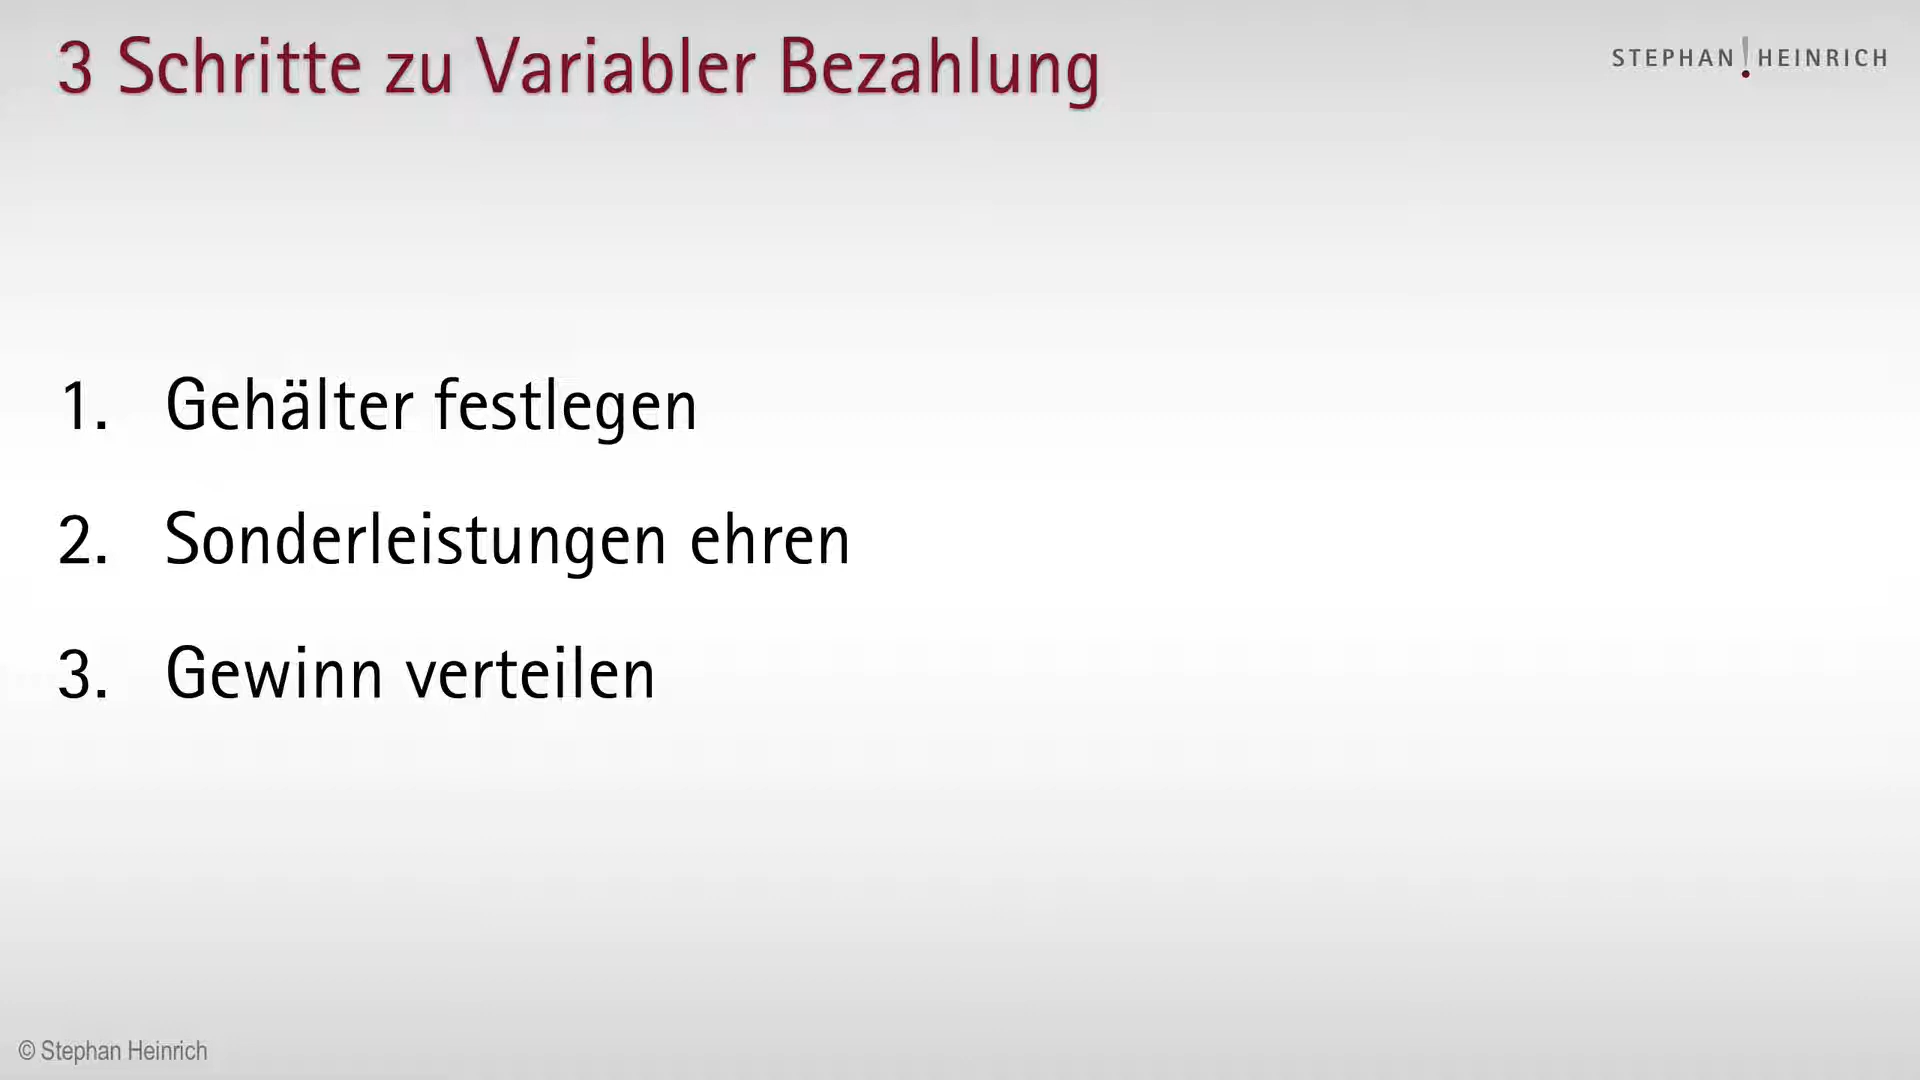 3 Schritte zu Variabler Bezahlung
STEPHAN!HEINRICH
1. Gehälter festlegen
2. Sonderleistungen ehren
3. Gewinn verteilen
© Stephan Heinrich